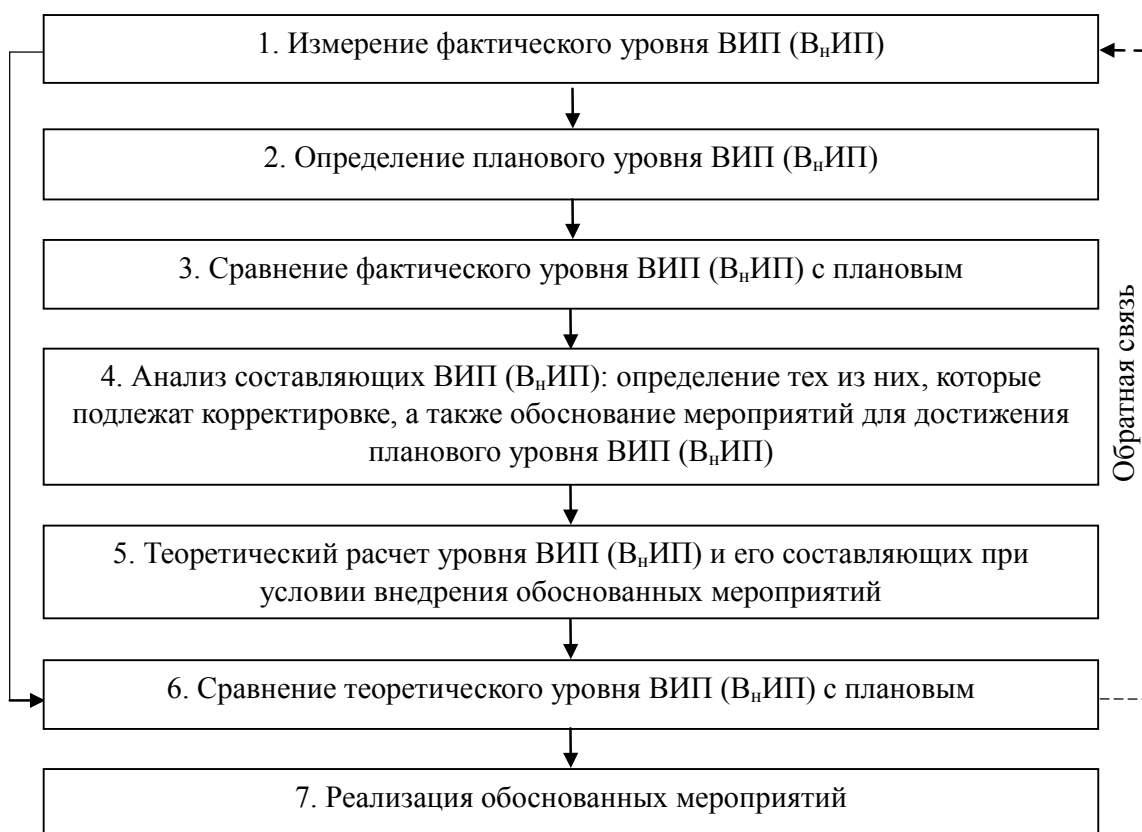 1. Измерение фактического уровня ВИП (ВнИП)
2. Определение планового уровня ВИП (ВнИП)
3. Сравнение фактического уровня ВИП (ВнИП) с плановым
4. Анализ составляющих ВИП (ВнИП): определение тех из них, которые
подлежат корректировке, а также обоснование мероприятий для достижения
планового уровня ВИП (ВнИП)
5. Теоретический расчет уровня ВИП (ВнИП) и его составляющих при
условии внедрения обоснованных мероприятий
6. Сравнение теоретического уровня ВИП (ВнИП) с плановым
7. Реализация обоснованных мероприятий
Обратная связь